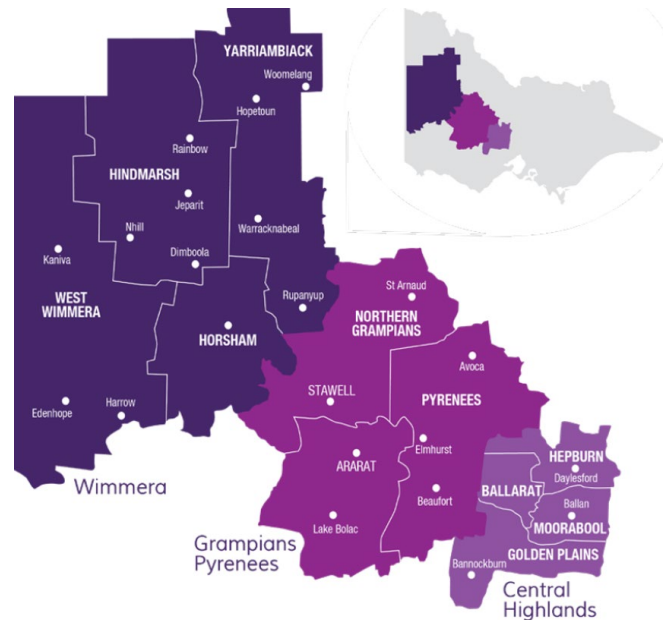 YARRIAMBIACK
Woomelang
Hopetoun
Rainbow
HINDMARSH
Jeparit
Nhill
Warracknabeal
Kaniva
Dimboola
St Arnaud
WEST
WIMMERA
Rupanyup
NORTHERN
GRAMPIANS
HORSHAM
Avoca
STAWELL
PYRENEES
Edenhope
Harrow
Elmhurst
ARARAT
HEPBURN
Daylesford
Wimmera
BALLARAT
Beaufort
Ballan
Lake Bolac
MOORABOOL
Grampians
Pyrenees
GOLDEN PLAINS
Bannockburn
Central
Highlands